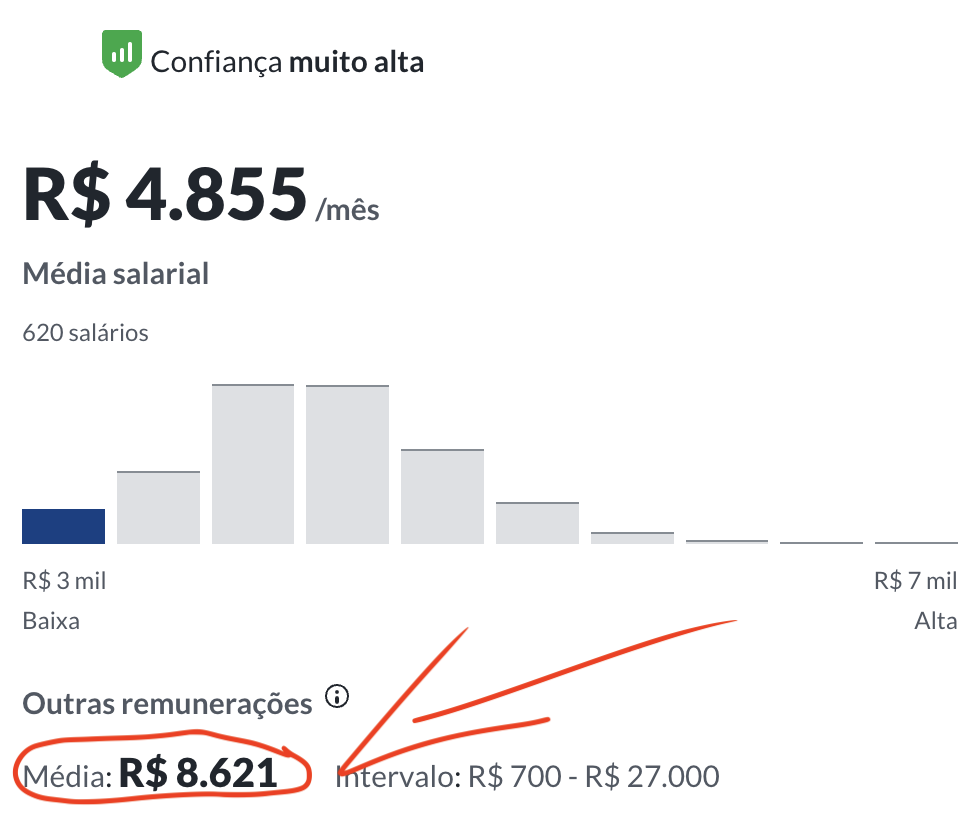 Confiança muito alta
R$ 4.855 /mês
Média salarial
620 salários
R$ 3 mil R$ 7 mil
Baixa Alta
Outras remunerações
Média: R$ 8.621 Intervalo: R$ 700 - R$ 27.000